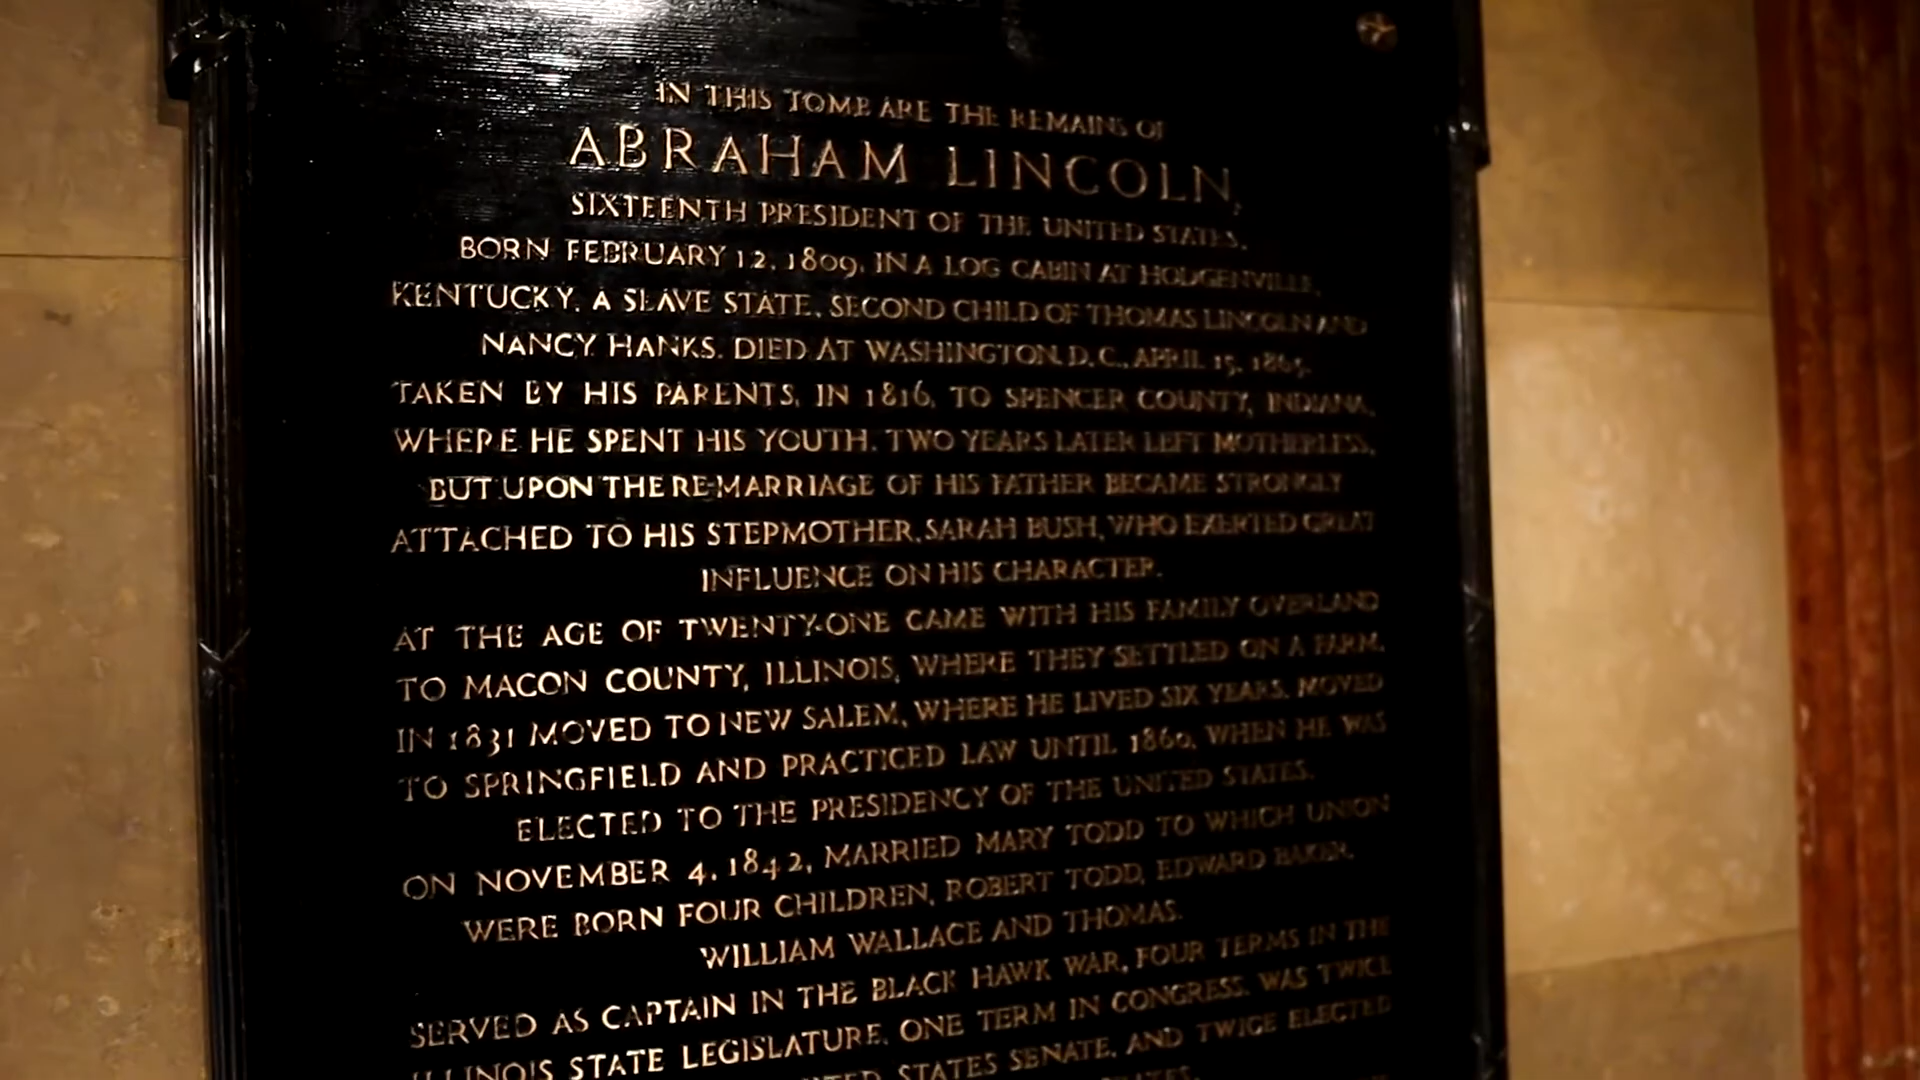 IN THIS TOMB ARE THE REMAINS OF
ABRAHAM LINCOLN,
SIXTEENTH PRESIDENT OF THE UNITED STATES.
BORN FEBRUARY 12, 1809, IN A LOG CABIN AT HODGENVILLE,
KENTUCKY, A SLAVE STATE, SECOND CHILD OF THOMAS LINCOLN AND
NANCY HANKS. DIED AT WASHINGTON, D.C., APRIL 15, 1865.
TAKEN BY HIS PARENTS, IN 1816, TO SPENCER COUNTY, INDIANA,
WHERE HE SPENT HIS YOUTH. TWO YEARS LATER LEFT MOTHERLESS,
BUT UPON THE RE-MARRIAGE OF HIS FATHER BECAME STRONGLY
ATTACHED TO HIS STEPMOTHER, SARAH BUSH, WHO EXERTED GREAT
INFLUENCE ON HIS CHARACTER.
AT THE AGE OF TWENTY-ONE CAME WITH HIS FAMILY OVERLAND
TO MACON COUNTY, ILLINOIS, WHERE THEY SETTLED ON A FARM.
IN 1831 MOVED TO NEW SALEM, WHERE HE LIVED SIX YEARS. MOVED
TO SPRINGFIELD AND PRACTICED LAW UNTIL 1860, WHEN HE WAS
ELECTED TO THE PRESIDENCY OF THE UNITED STATES.
ON NOVEMBER 4, 1842, MARRIED MARY TODD TO WHICH UNION
WERE BORN FOUR CHILDREN, ROBERT TODD, EDWARD BAKER,
WILLIAM WALLACE AND THOMAS.
SERVED AS CAPTAIN IN THE BLACK HAWK WAR, FOUR TERMS IN THE
ILLINOIS STATE LEGISLATURE, ONE TERM IN CONGRESS, WAS TWICE
STATES SENATE, AND TWICE ELECTED